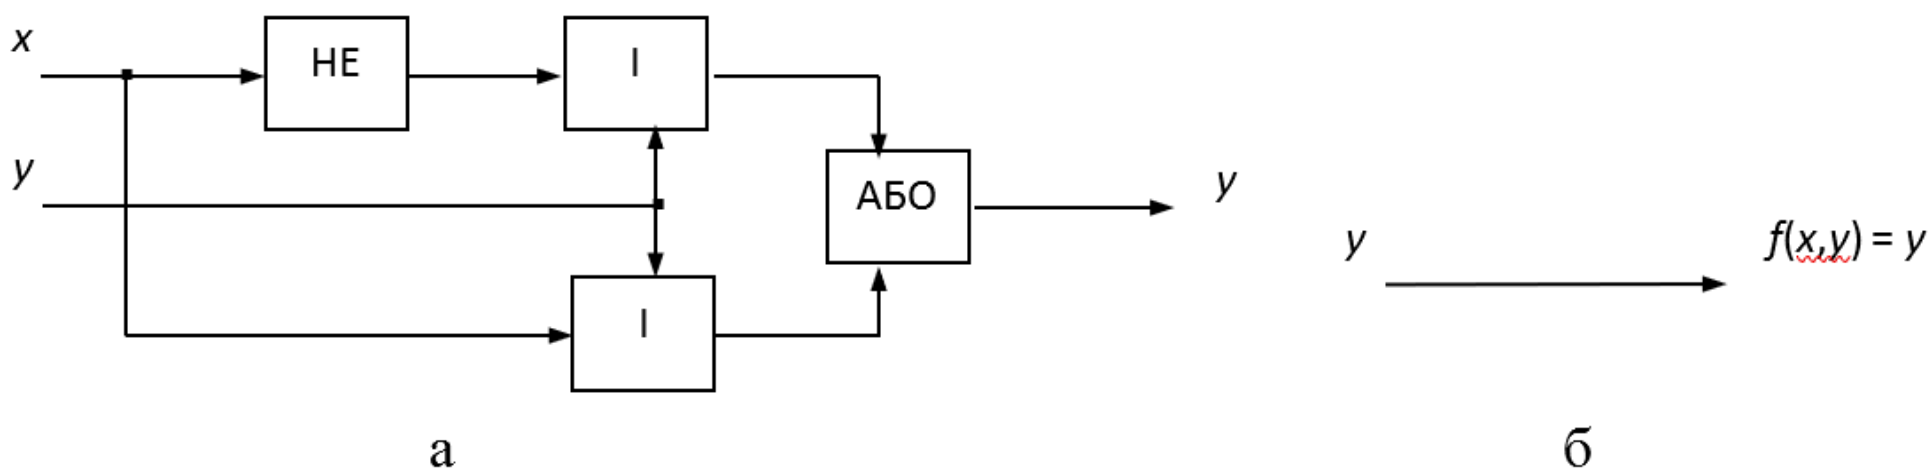 x
НЕ
І
y
АБО
y
І
y
f(x,y) = y
а
б